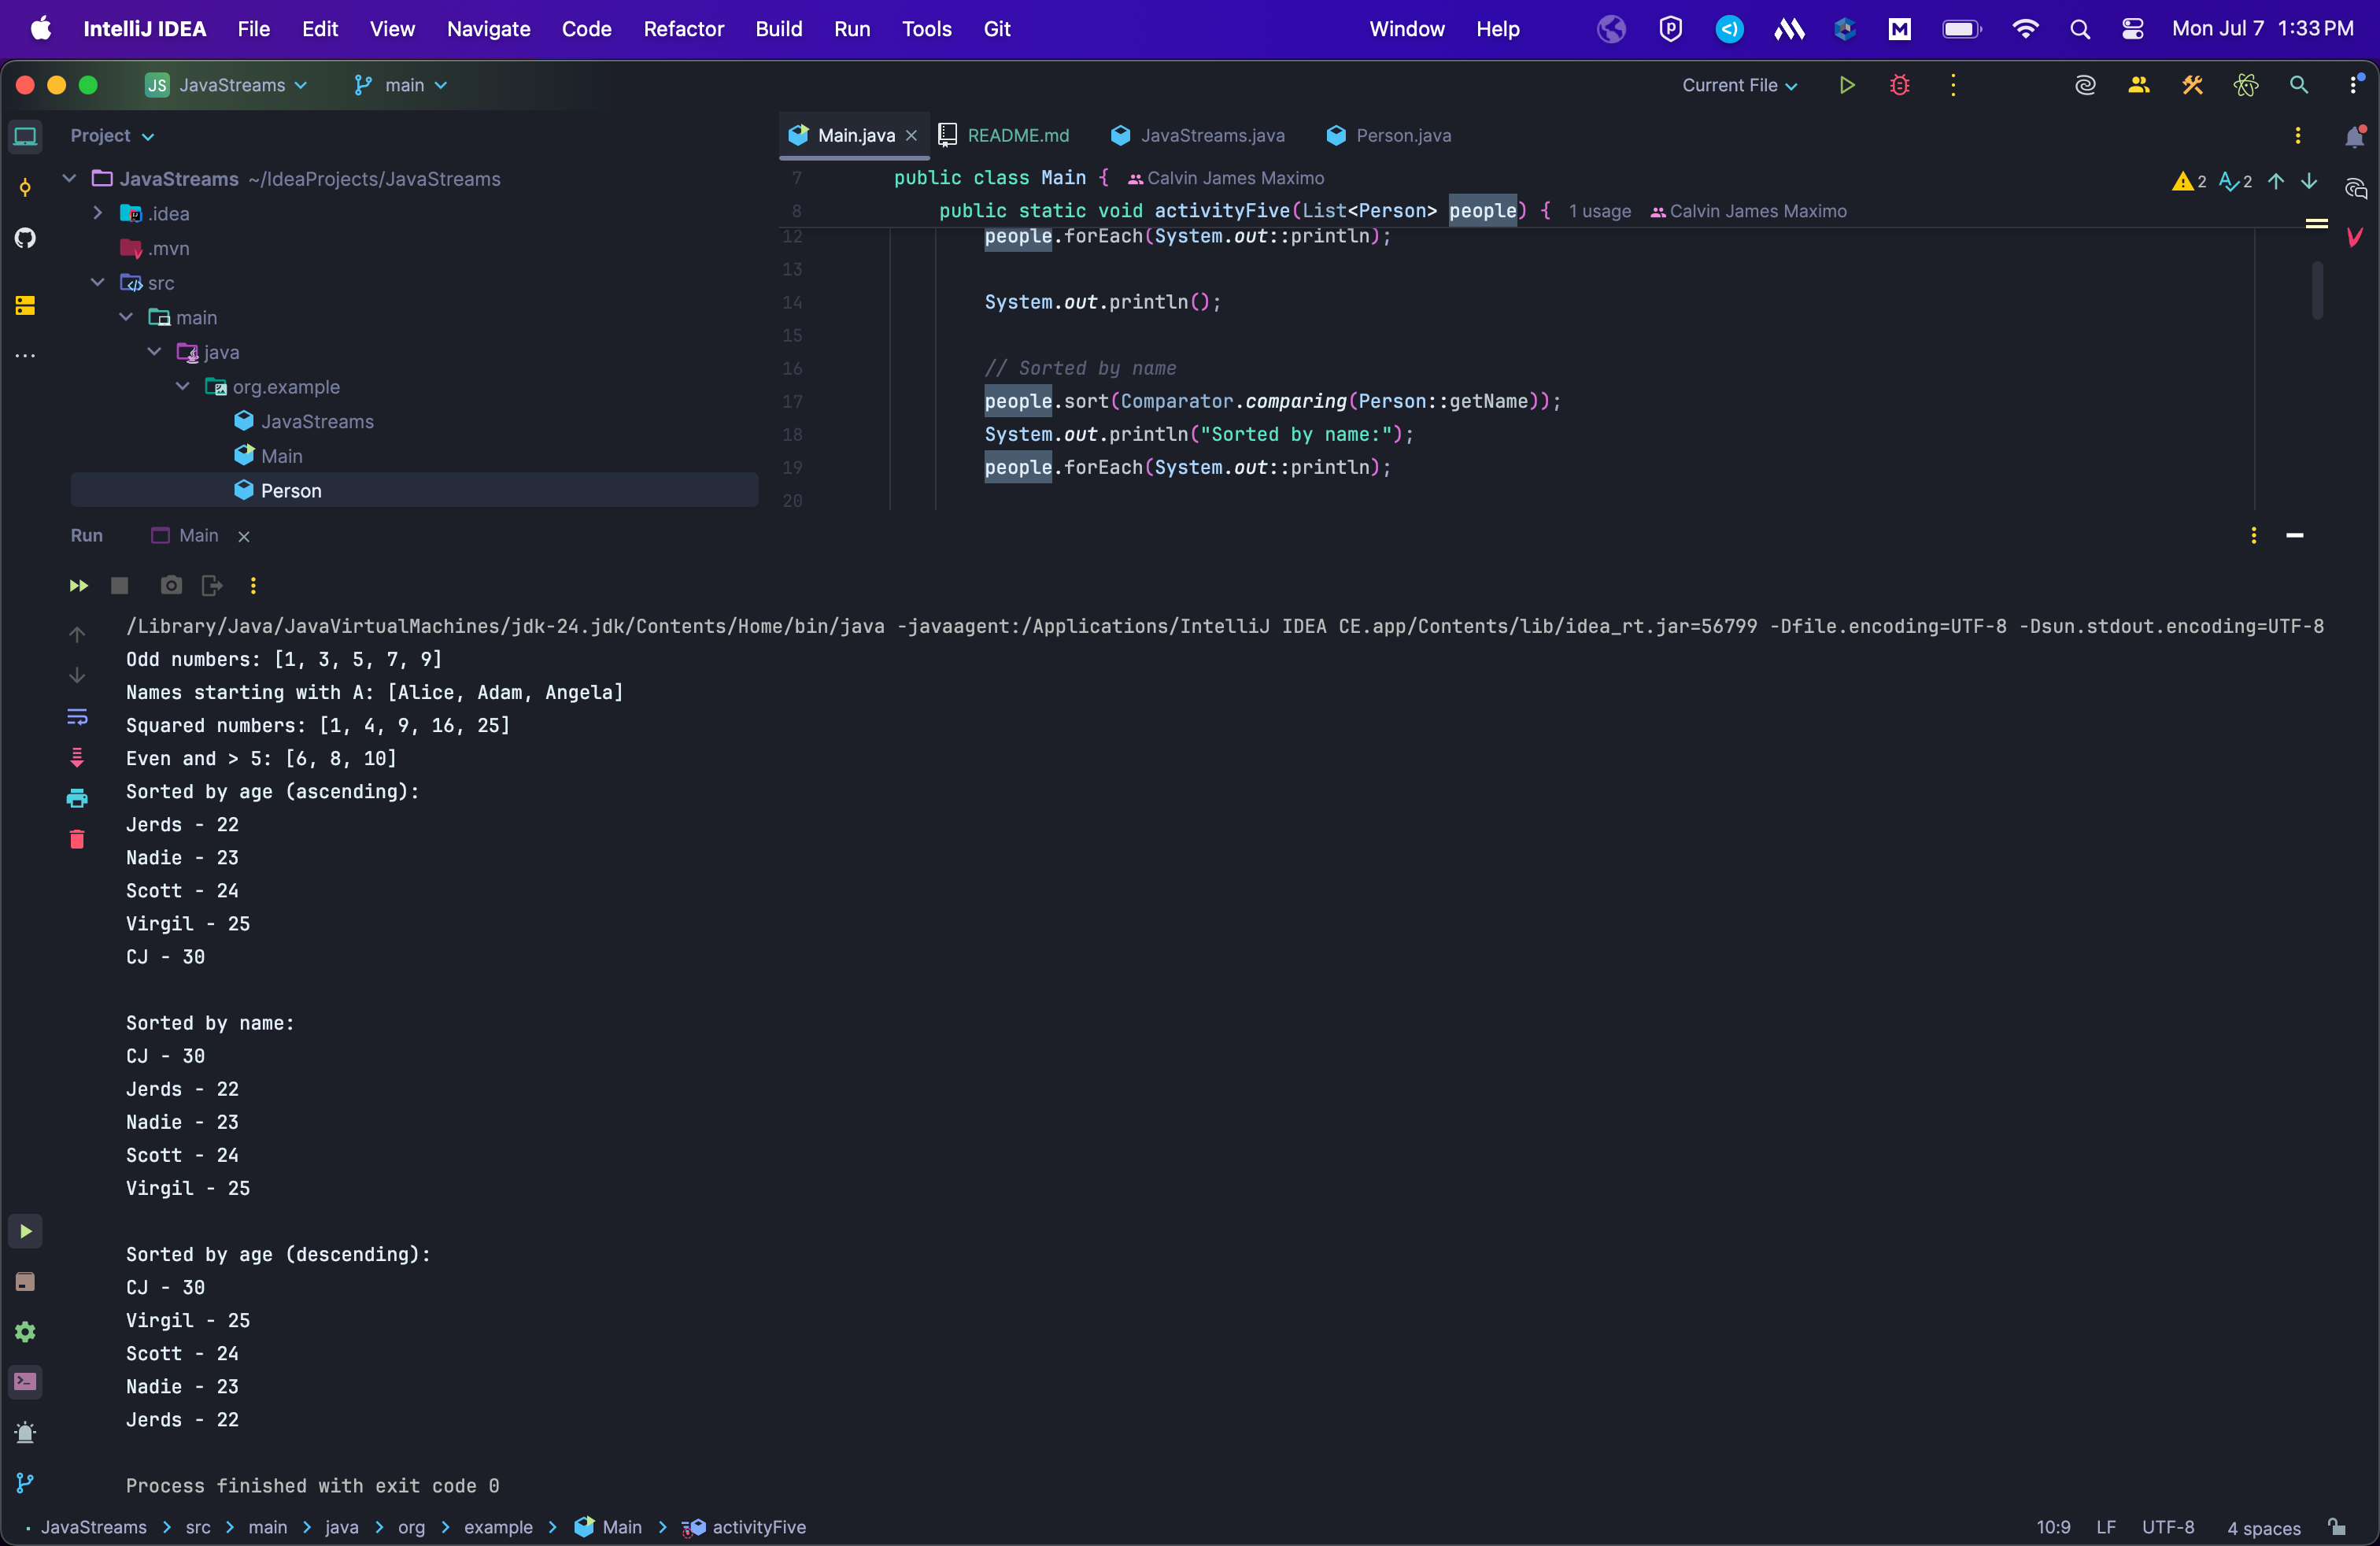 IntelliJ IDEA File Edit View Navigate Code Refactor Build Run Tools Git Window Help Mon Jul 7 1:33 PM
JS JavaStreams main Current File
Project
Main.java README.md JavaStreams.java Person.java
JavaStreams ~/IdeaProjects/JavaStreams
.idea
.mvn
src
main
java
org.example
JavaStreams
Main
Person
7 public class Main { Calvin James Maximo
2 2
8 public static void activityFive(List<Person> people) { 1 usage Calvin James Maximo
12 people.forEach(System.out::println);
13
14 System.out.println();
15
16 // Sorted by name
17 people.sort(Comparator.comparing(Person::getName));
18 System.out.println("Sorted by name:");
19 people.forEach(System.out::println);
20
Run Main
/Library/Java/JavaVirtualMachines/jdk-24.jdk/Contents/Home/bin/java -javaagent:/Applications/IntelliJ IDEA CE.app/Contents/lib/idea_rt.jar=56799 -Dfile.encoding=UTF-8 -Dsun.stdout.encoding=UTF-8
Odd numbers: [1, 3, 5, 7, 9]
Names starting with A: [Alice, Adam, Angela]
Squared numbers: [1, 4, 9, 16, 25]
Even and > 5: [6, 8, 10]
Sorted by age (ascending):
Jerds - 22
Nadie - 23
Scott - 24
Virgil - 25
CJ - 30
Sorted by name:
CJ - 30
Jerds - 22
Nadie - 23
Scott - 24
Virgil - 25
Sorted by age (descending):
CJ - 30
Virgil - 25
Scott - 24
Nadie - 23
Jerds - 22
Process finished with exit code 0
JavaStreams > src > main > java > org > example > Main > activityFive
10:9 LF UTF-8 4 spaces